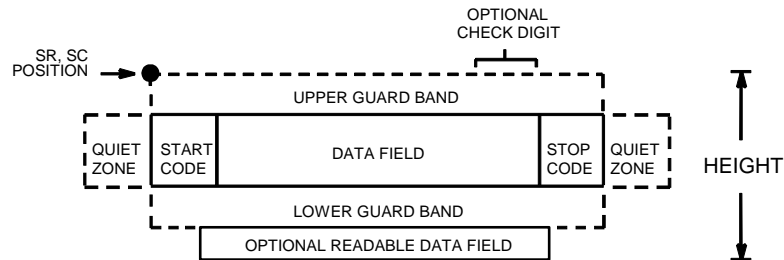 OPTIONAL
CHECK DIGIT
SR, SC
POSITION
UPPER GUARD BAND
QUIET
ZONE
START
CODE
DATA FIELD
STOP
CODE
QUIET
ZONE
HEIGHT
LOWER GUARD BAND
OPTIONAL READABLE DATA FIELD